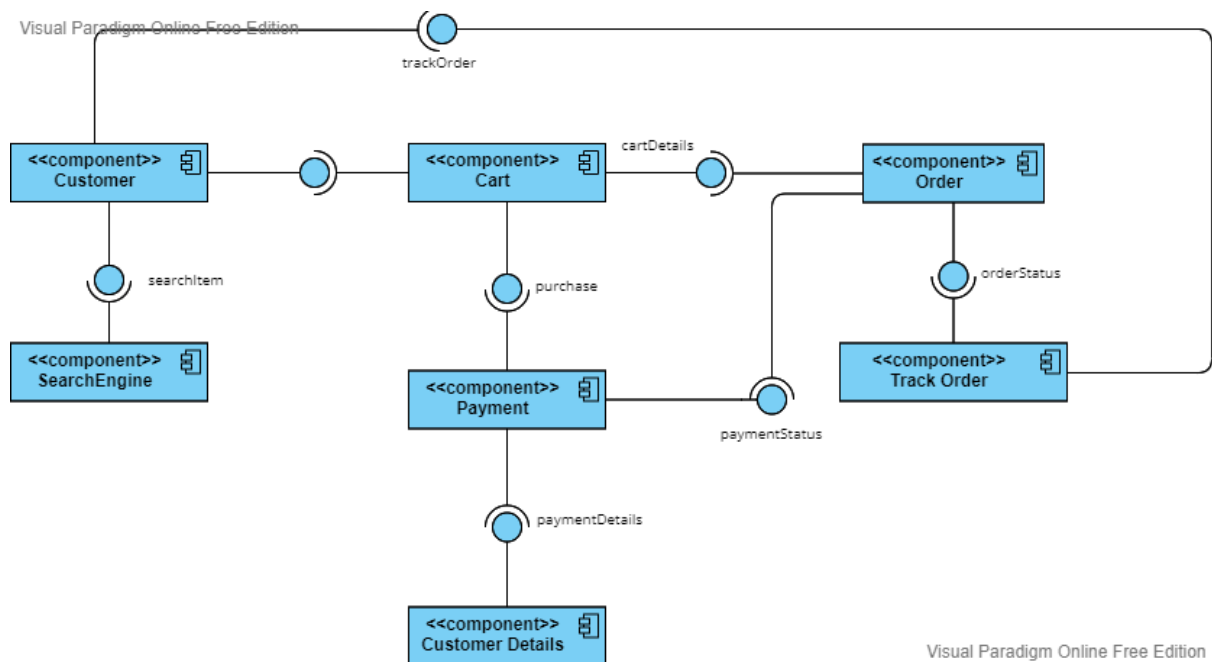 Visual Paradigm Online Free Edition
trackOrder
<<component>>
Customer
<<component>>
Cart
cartDetails
<<component>>
Order
searchItem
purchase
orderStatus
<<component>>
SearchEngine
<<component>>
Payment
<<component>>
Track Order
paymentStatus
paymentDetails
<<component>>
Customer Details
Visual Paradigm Online Free Edition